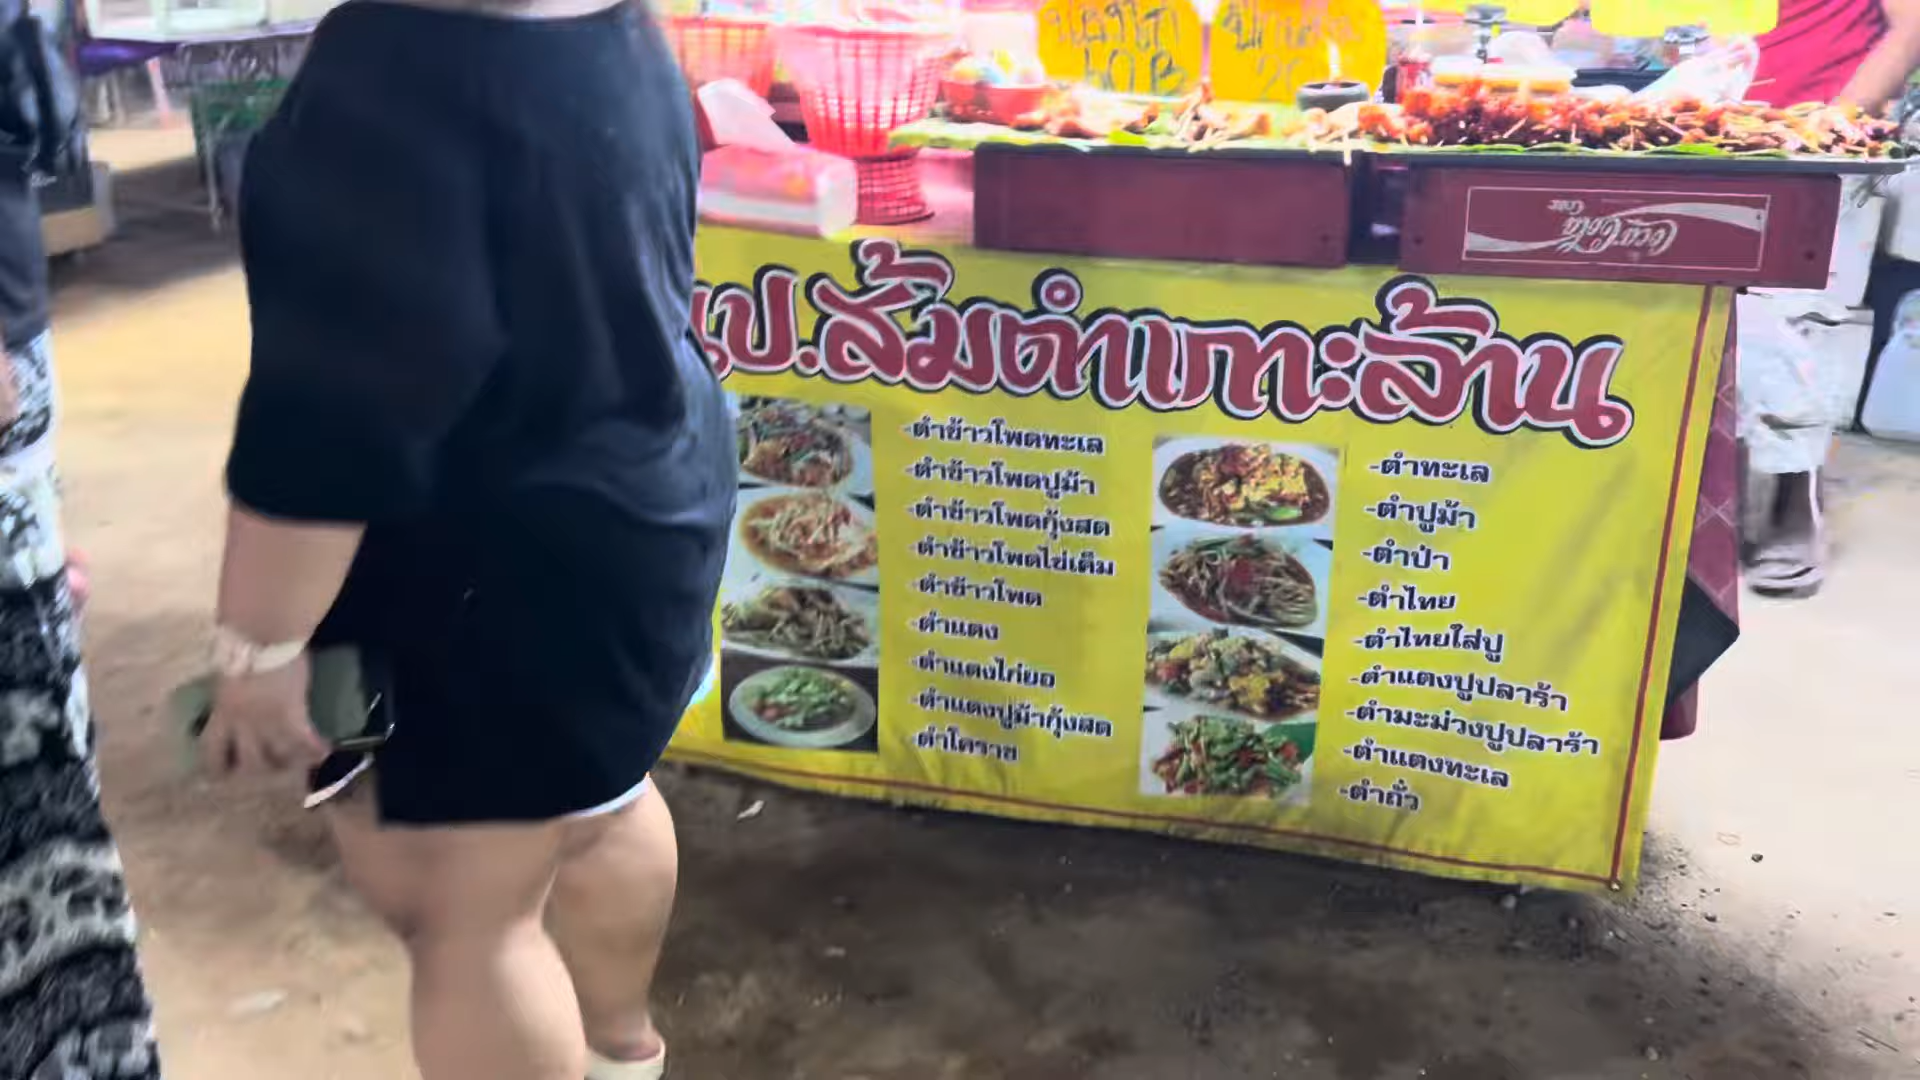 60 B
20
Coca-Cola
Coke
ป.ส้มตำเกาะล้าน
-ตำข้าวโพดทะเล
-ตำข้าวโพดปูม้า
-ตำข้าวโพดกุ้งสด
-ตำข้าวโพดไข่เค็ม
-ตำข้าวโพด
-ตำแตง
-ตำแตงไก่ยอ
-ตำแตงปูม้ากุ้งสด
-ตำโคราช
-ตำทะเล
-ตำปูม้า
-ตำป่า
-ตำไทย
-ตำไทยใส่ปู
-ตำแตงปูปลาร้า
-ตำมะม่วงปูปลาร้า
-ตำแตงทะเล
-ตำถั่ว